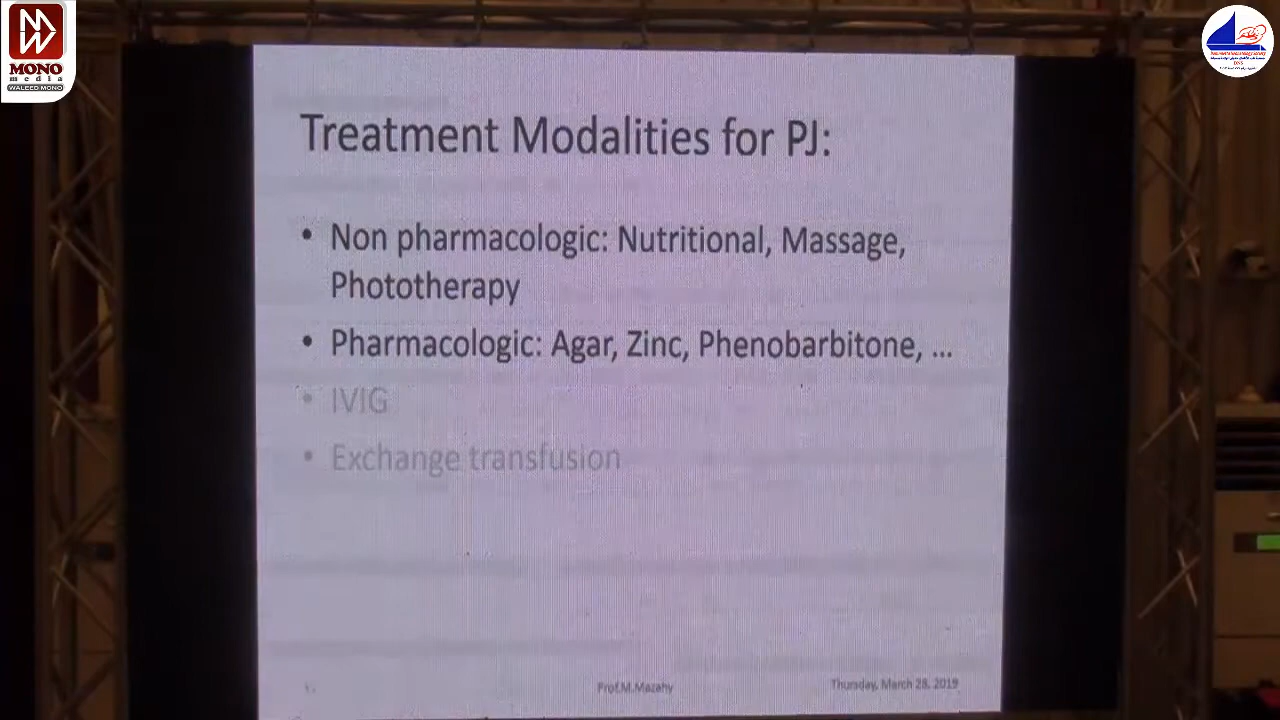 MONO
media
WALEED MONO
DNS
Treatment Modalities for PJ:
• Non pharmacologic: Nutritional, Massage,
Phototherapy
• Pharmacologic: Agar, Zinc, Phenobarbitone, ...
• IVIG
• Exchange transfusion
Prof.M.Mazahy
Thursday, March 28, 2019